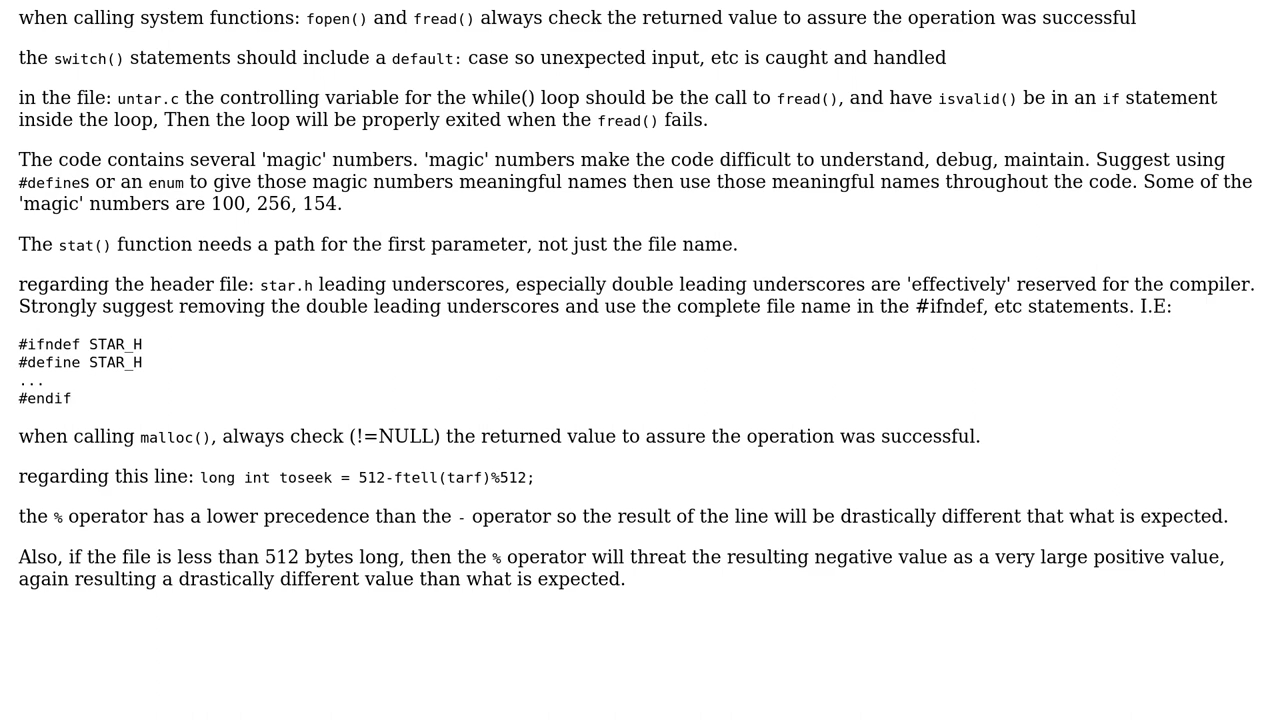 when calling system functions: fopen() and fread() always check the returned value to assure the operation was successful
the switch() statements should include a default: case so unexpected input, etc is caught and handled
in the file: untar.c the controlling variable for the while() loop should be the call to fread(), and have isvalid() be in an if statement
inside the loop, Then the loop will be properly exited when the fread() fails.
The code contains several 'magic' numbers. 'magic' numbers make the code difficult to understand, debug, maintain. Suggest using
#defines or an enum to give those magic numbers meaningful names then use those meaningful names throughout the code. Some of the
'magic' numbers are 100, 256, 154.
The stat() function needs a path for the first parameter, not just the file name.
regarding the header file: star.h leading underscores, especially double leading underscores are 'effectively' reserved for the compiler.
Strongly suggest removing the double leading underscores and use the complete file name in the #ifndef, etc statements. I.E:
#ifndef STAR_H
#define STAR_H
...
#endif
when calling malloc(), always check (!=NULL) the returned value to assure the operation was successful.
regarding this line: long int toseek = 512-ftell(tarf)%512;
the % operator has a lower precedence than the - operator so the result of the line will be drastically different that what is expected.
Also, if the file is less than 512 bytes long, then the % operator will threat the resulting negative value as a very large positive value,
again resulting a drastically different value than what is expected.